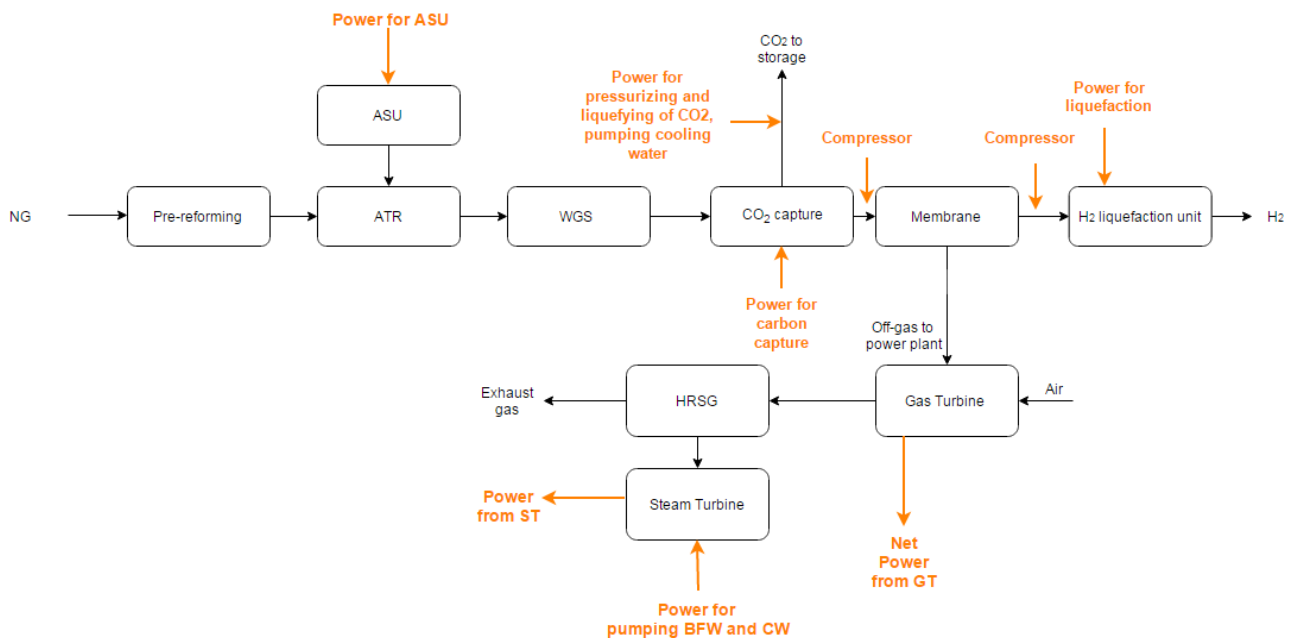 Power for ASU
CO2 to
storage
Power for
pressurizing and
liquefying of CO2,
pumping cooling
water
Power for
liquefaction
ASU
Compressor
Compressor
NG
Pre-reforming
ATR
WGS
CO2 capture
Membrane
H2 liquefaction unit
H2
Power for
carbon
capture
Off-gas to
power plant
Exhaust
gas
HRSG
Gas Turbine
Air
Power
from ST
Steam Turbine
Net
Power
from GT
Power for
pumping BFW and CW